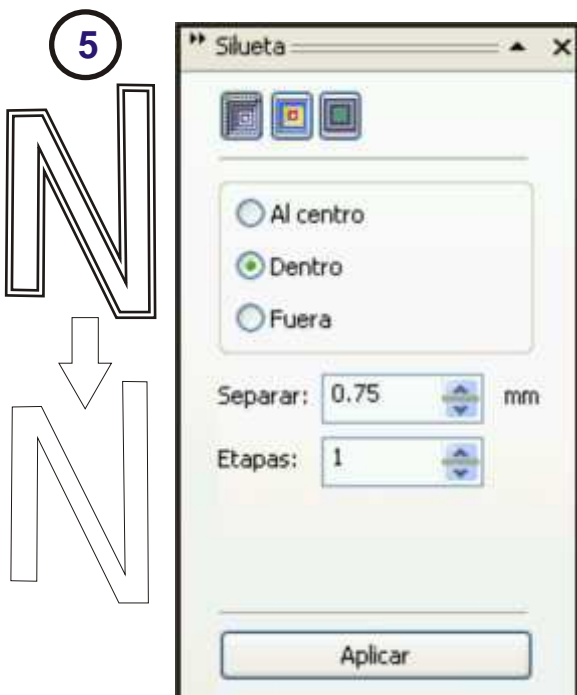 5
Silueta
N
Al centro
Dentro
Fuera
Separar: 0.75 mm
Etapas: 1
N
Aplicar